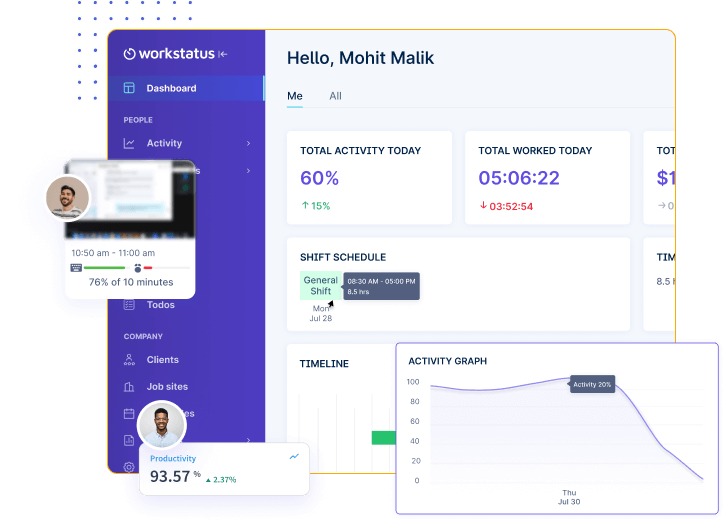 workstatus
Dashboard
PEOPLE
Activity
s
10:50 am - 11:00 am
76% of 10 minutes
Todos
COMPANY
Clients
Job sites
es
Productivity
93.57 %
2.37%
Hello, Mohit Malik
Me
All
TOTAL ACTIVITY TODAY
60%
15%
TOTAL WORKED TODAY
05:06:22
03:52:54
TOT
$1
0
SHIFT SCHEDULE
General
Shift
08:30 AM - 05:00 PM
8.5 hrs
Mon
Jul 28
TIM
8.5 h
TIMELINE
ACTIVITY GRAPH
100
80
60
40
20
0
Activity 20%
Thu
Jul 30